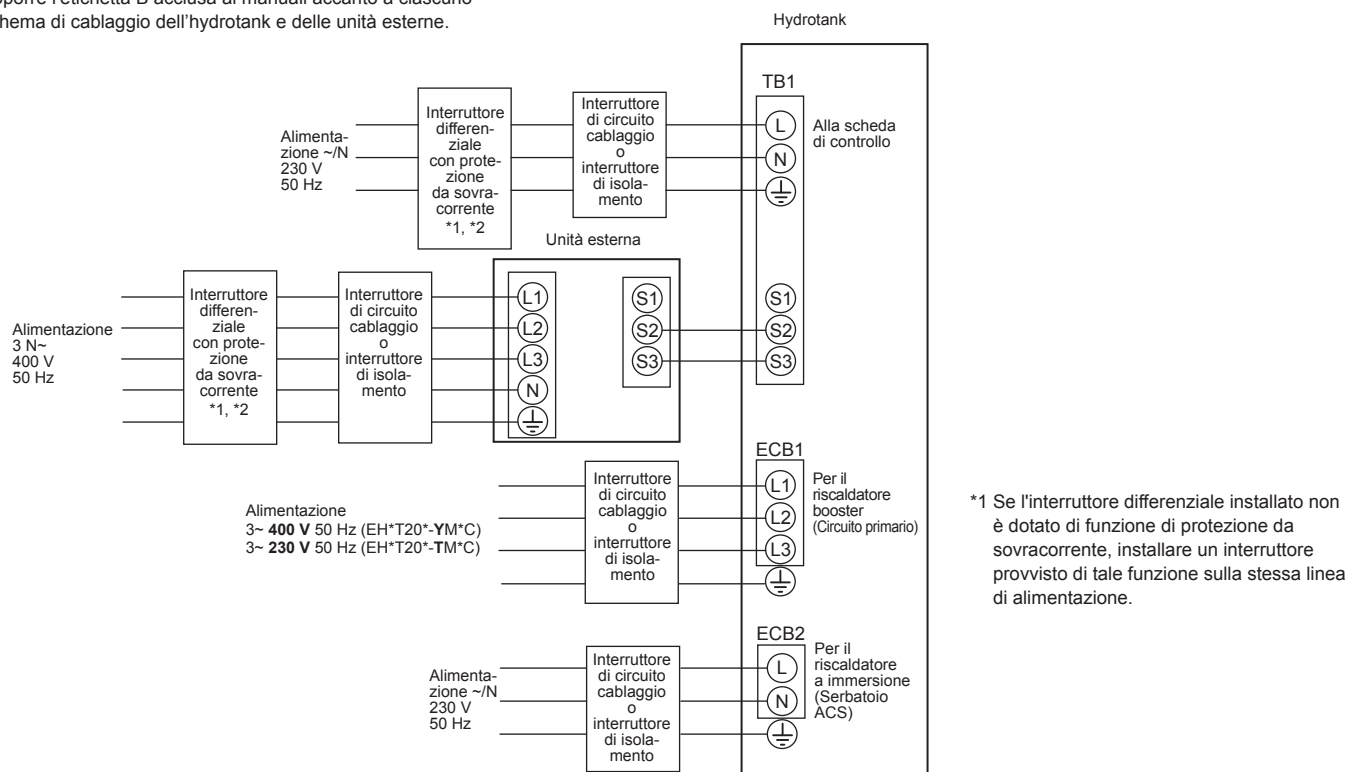 schema di cablaggio dell'hydrotank e delle unità esterne.
Hydrotank
TB1
Alimenta-
zione ~/N
230 V
50 Hz
Interruttore
differen-
ziale
con prote-
zione
da sovra-
corrente
*1, *2
Interruttore
di circuito
cablaggio
o
interruttore
di isola-
mento
L
N
Alla scheda
di controllo
Unità esterna
Alimentazione
3 N~
400 V
50 Hz
Interruttore
differen-
ziale
con prote-
zione
da sovra-
corrente
*1, *2
Interruttore
di circuito
cablaggio
o
interruttore
di isola-
mento
L1
L2
L3
N
S1
S2
S3
S1
S2
S3
ECB1
Alimentazione
3~ 400 V 50 Hz (EH*T20*-YM*C)
3~ 230 V 50 Hz (EH*T20*-TM*C)
Interruttore
di circuito
cablaggio
o
interruttore
di isola-
mento
L1
L2
L3
Per il
riscaldatore
booster
(Circuito primario)
ECB2
Alimenta-
zione ~/N
230 V
50 Hz
Interruttore
di circuito
cablaggio
o
interruttore
di isola-
mento
L
N
Per il
riscaldatore
a immersione
(Serbatoio
ACS)
*1 Se l'interruttore differenziale installato non
è dotato di funzione di protezione da
sovracorrente, installare un interruttore
provvisto di tale funzione sulla stessa linea
di alimentazione.